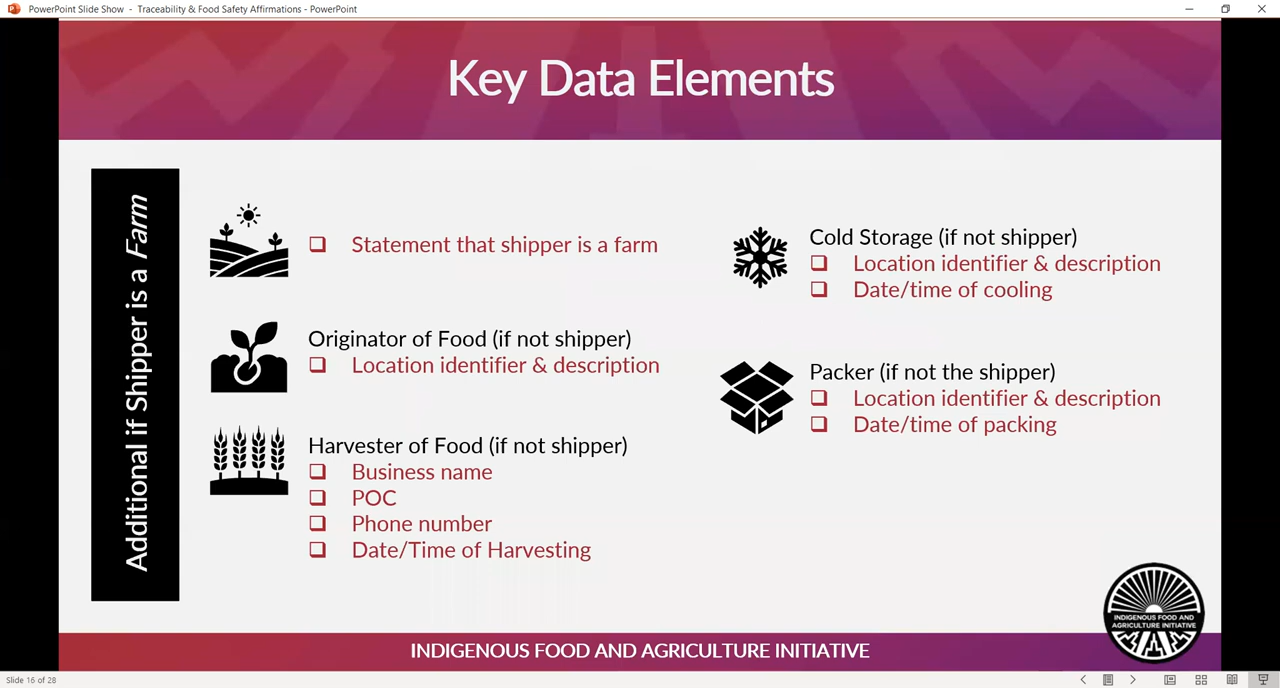 PowerPoint Slide Show - Traceability & Food Safety Affirmations - PowerPoint
Key Data Elements
Additional if Shipper is a Farm
Statement that shipper is a farm
Originator of Food (if not shipper)
Location identifier & description
Harvester of Food (if not shipper)
Business name
POC
Phone number
Date/Time of Harvesting
Cold Storage (if not shipper)
Location identifier & description
Date/time of cooling
Packer (if not the shipper)
Location identifier & description
Date/time of packing
INDIGENOUS FOOD AND
AGRICULTURE INITIATIVE
INDIGENOUS FOOD AND AGRICULTURE INITIATIVE
Slide 16 of 28